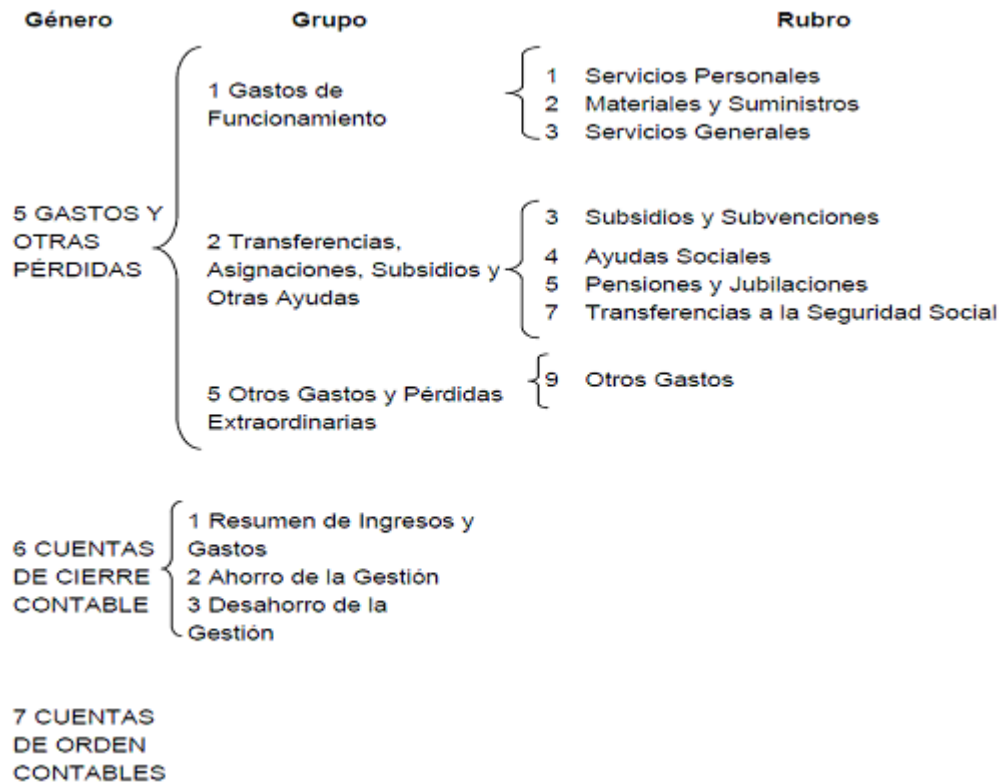 Género Grupo Rubro
1 Gastos de
Funcionamiento
1 Servicios Personales
2 Materiales y Suministros
3 Servicios Generales
5 GASTOS Y
OTRAS
PÉRDIDAS
2 Transferencias,
Asignaciones, Subsidios y
Otras Ayudas
3 Subsidios y Subvenciones
4 Ayudas Sociales
5 Pensiones y Jubilaciones
7 Transferencias a la Seguridad Social
5 Otros Gastos y Pérdidas
Extraordinarias
9 Otros Gastos
6 CUENTAS
DE CIERRE
CONTABLE
1 Resumen de Ingresos y
Gastos
2 Ahorro de la Gestión
3 Desahorro de la
Gestión
7 CUENTAS
DE ORDEN
CONTABLES